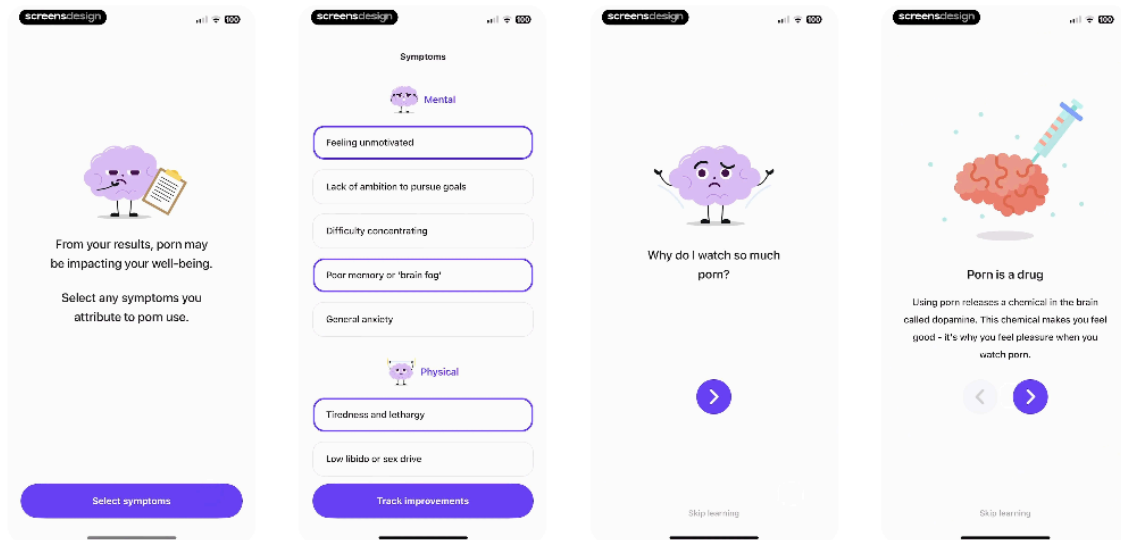 screensdesign
100
From your results, porn may
be impacting your well-being.
Select any symptoms you
attribute to porn use.
Select symptoms
screensdesign
100
Symptoms
Mental
Feeling unmotivated
Lack of ambition to pursue goals
Difficulty concentrating
Poor memory or 'brain fog'
General anxiety
Physical
Tiredness and lethargy
Low libido or sex drive
Track improvements
screensdesign
100
Why do I watch so much
porn?
Skip learning
screensdesign
100
Porn is a drug
Using porn releases a chemical in the brain
called dopamine. This chemical makes you feel
good - it's why you feel pleasure when you
watch porn.
Skip learning